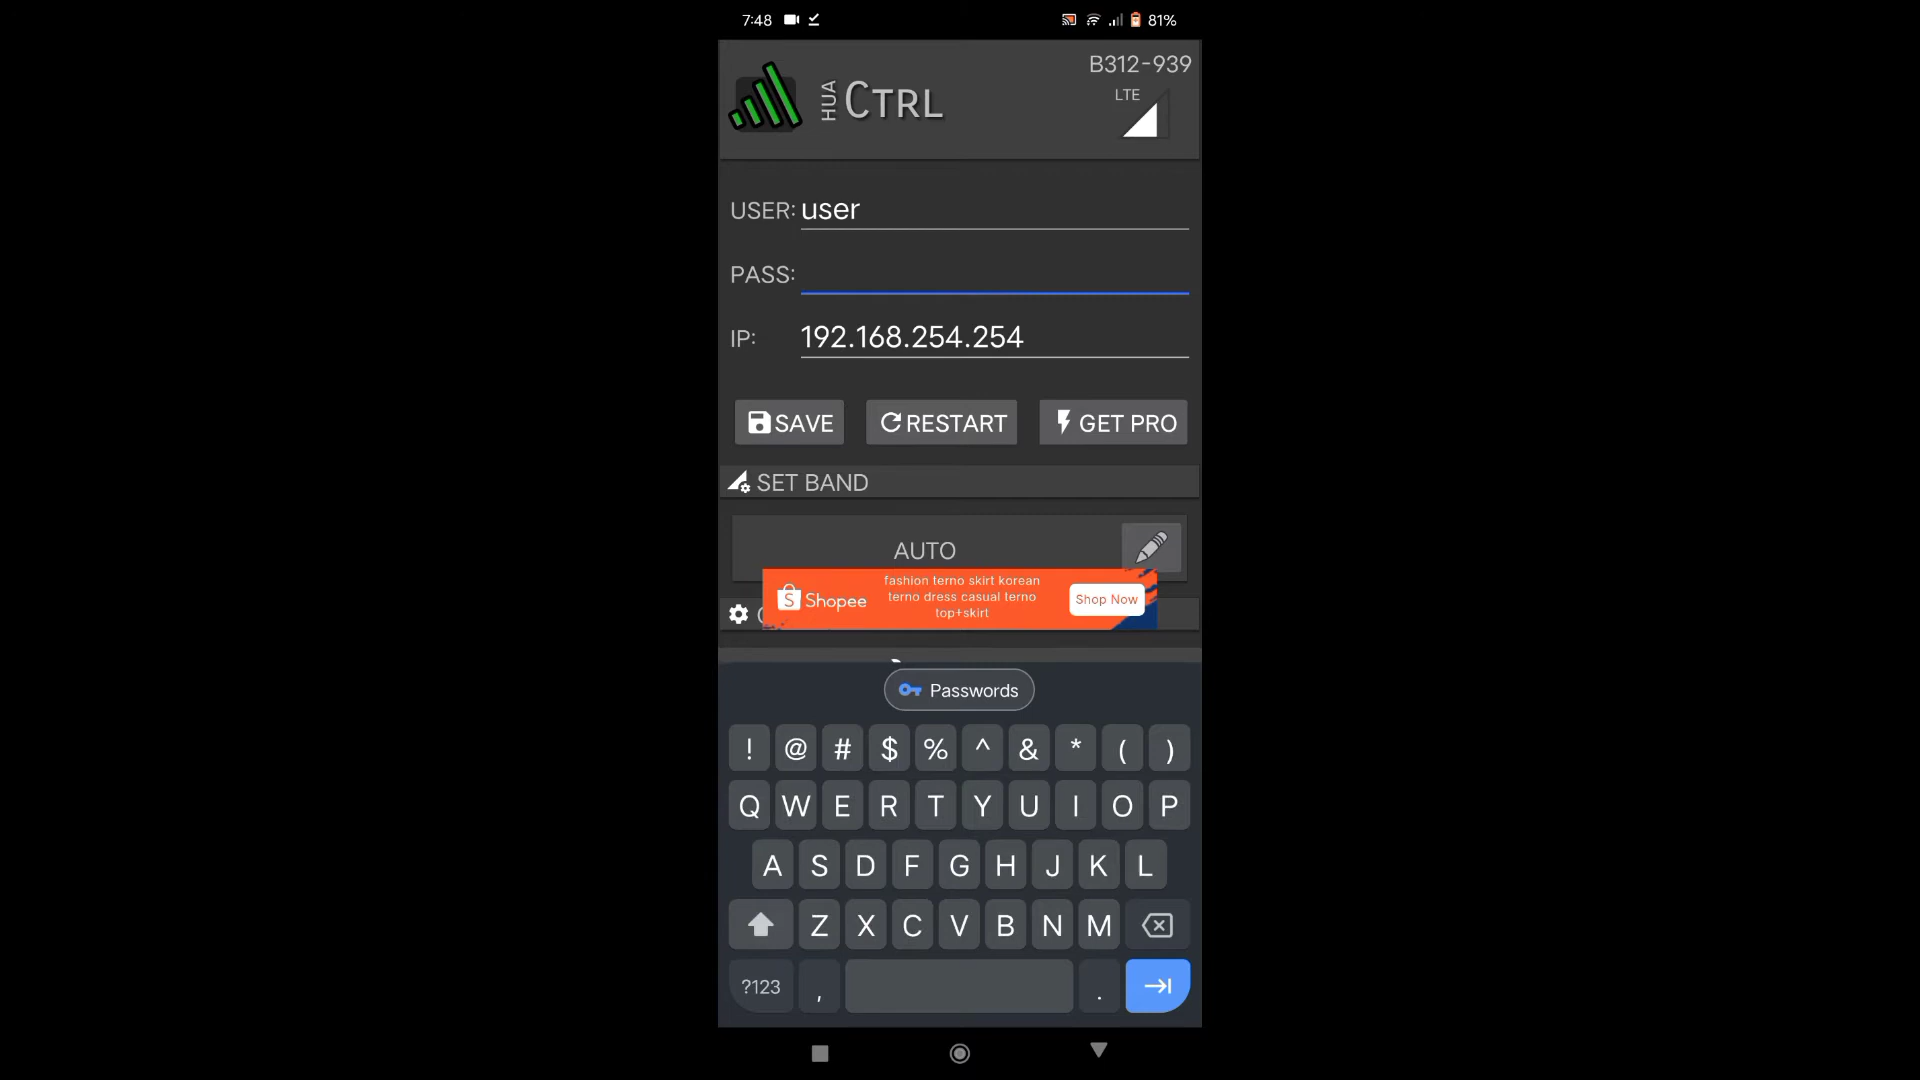 7:48 81%
B312-939
HUA CTRL
LTE
USER: user
PASS:
IP: 192.168.254.254
SAVE RESTART GET PRO
SET BAND
AUTO
Shopee
fashion terno skirt korean
terno dress casual terno
top+skirt
Shop Now
Passwords
! @ # $ % ^ & * ( )
Q W E R T Y U I O P
A S D F G H J K L
Z X C V B N M
?123 , .